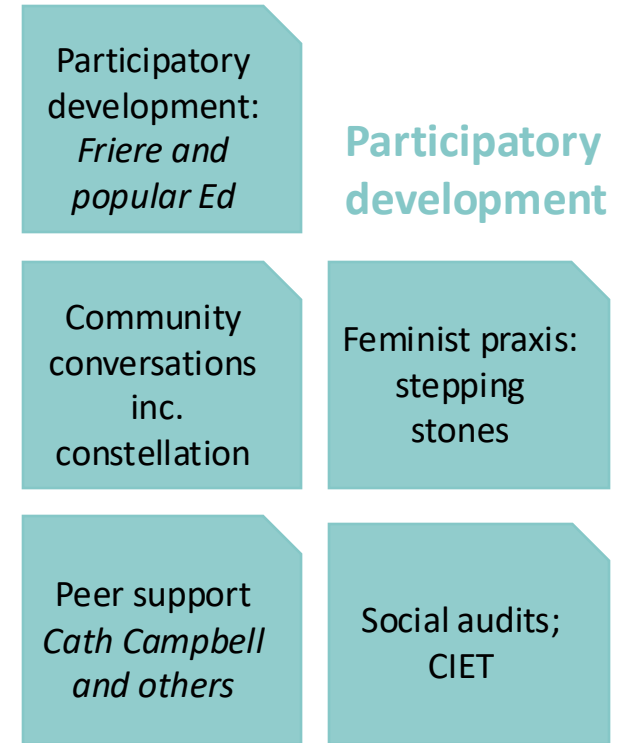 Participatory
development:
Friere and
popular Ed
Participatory
development
Community
conversations
inc.
constellation
Feminist praxis:
stepping
stones
Peer support
Cath Campbell
and others
Social audits;
CIET